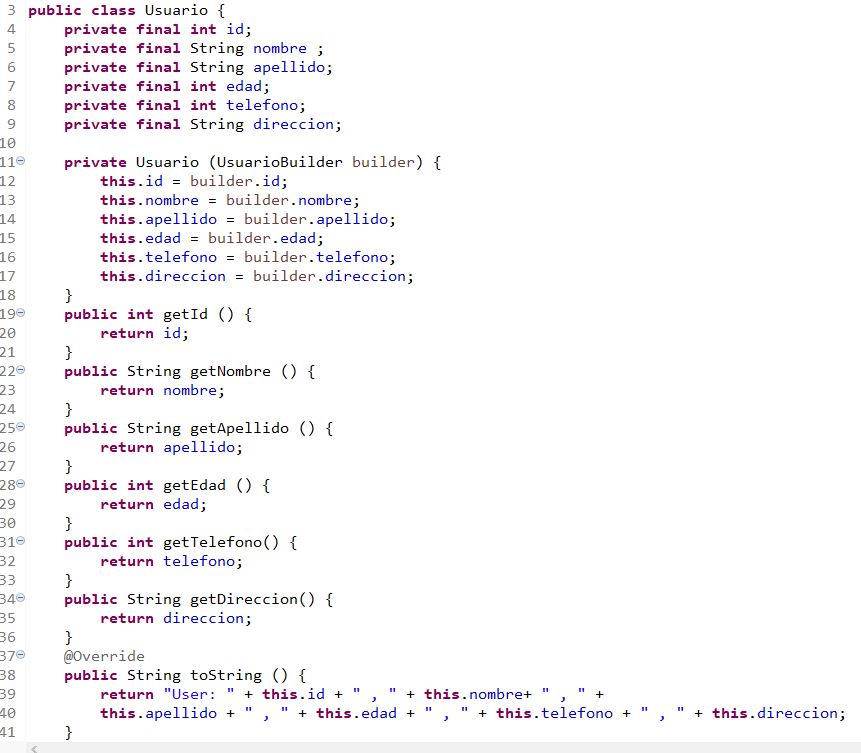 3 public class Usuario {
4     private final int id;
5     private final String nombre ;
6     private final String apellido;
7     private final int edad;
8     private final int telefono;
9     private final String direccion;
10
11     private Usuario (UsuarioBuilder builder) {
12         this.id = builder.id;
13         this.nombre = builder.nombre;
14         this.apellido = builder.apellido;
15         this.edad = builder.edad;
16         this.telefono = builder.telefono;
17         this.direccion = builder.direccion;
18     }
19     public int getId () {
20         return id;
21     }
22     public String getNombre () {
23         return nombre;
24     }
25     public String getApellido () {
26         return apellido;
27     }
28     public int getEdad () {
29         return edad;
30     }
31     public int getTelefono() {
32         return telefono;
33     }
34     public String getDireccion() {
35         return direccion;
36     }
37     @Override
38     public String toString () {
39         return "User: " + this.id + " , " + this.nombre+ " , " +
40         this.apellido + " , " + this.edad + " , " + this.telefono + " , " + this.direccion;
41     }